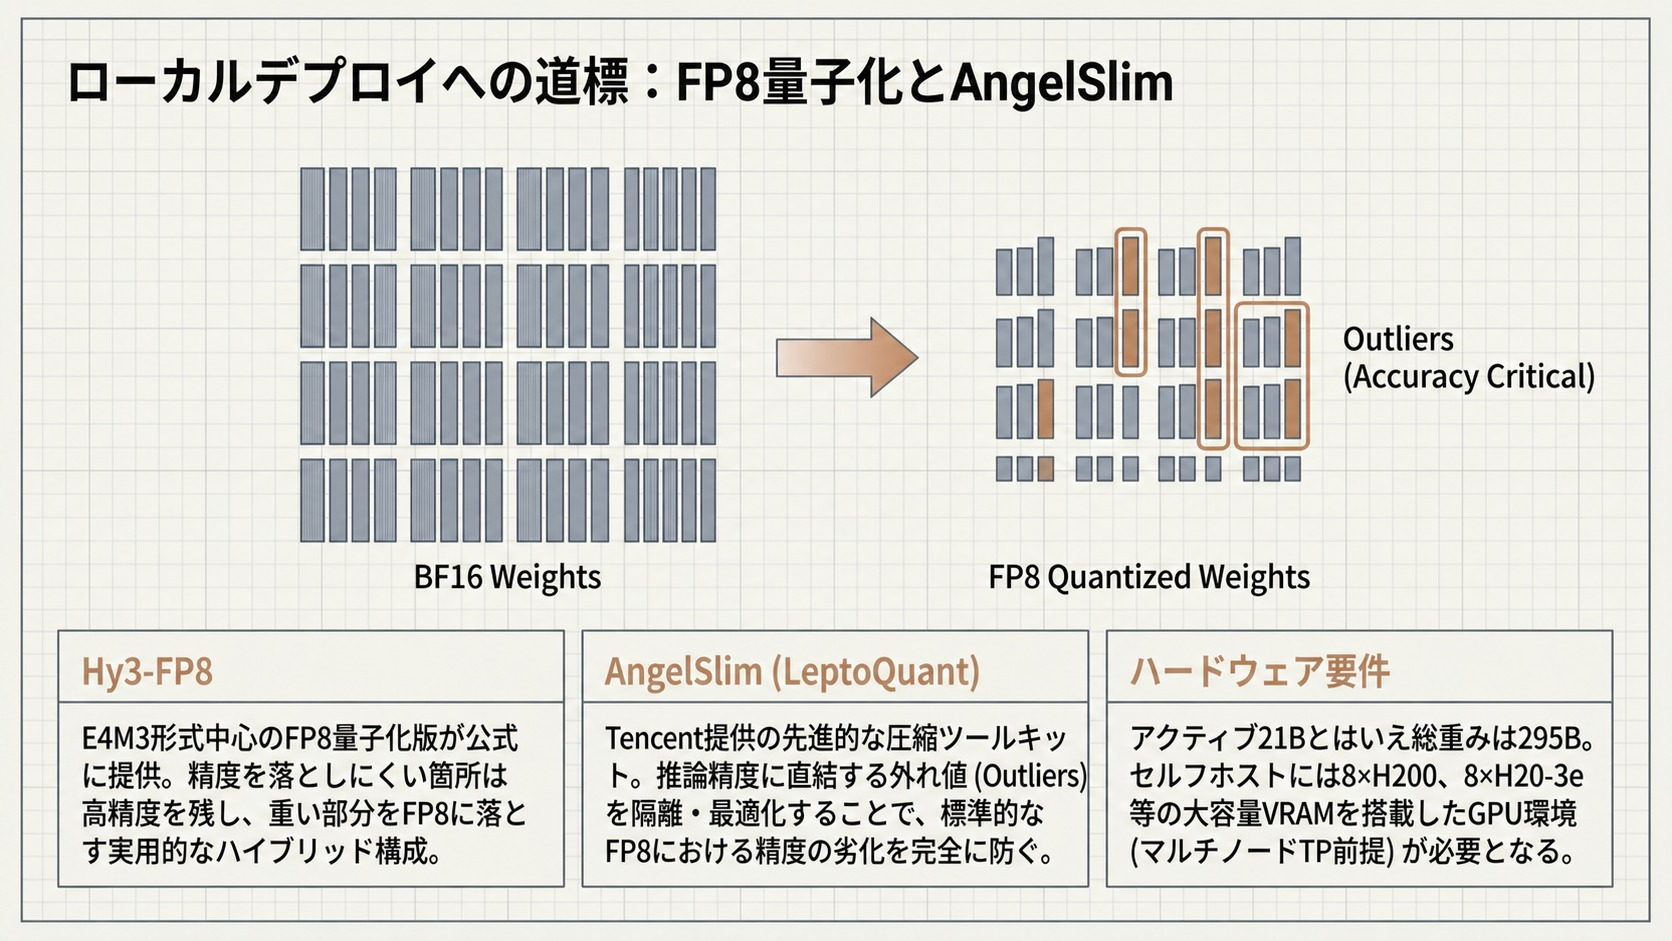 ローカルデプロイへの道標：FP8量子化とAngelSlim
Outliers
(Accuracy Critical)
BF16 Weights
FP8 Quantized Weights
Hy3-FP8
E4M3形式中心のFP8量子化版が公式
に提供。精度を落としにくい箇所は
高精度を残し、重い部分をFP8に落と
す実用的なハイブリッド構成。
AngelSlim (LeptoQuant)
Tencent提供の先進的な圧縮ツールキッ
ト。推論精度に直結する外れ値 (Outliers)
を隔離・最適化することで、標準的な
FP8における精度の劣化を完全に防ぐ。
ハードウェア要件
アクティブ21Bとはいえ総重みは295B。
セルフホストには8×H200、8×H20-3e
等の大容量VRAMを搭載したGPU環境
(マルチノードTP前提) が必要となる。